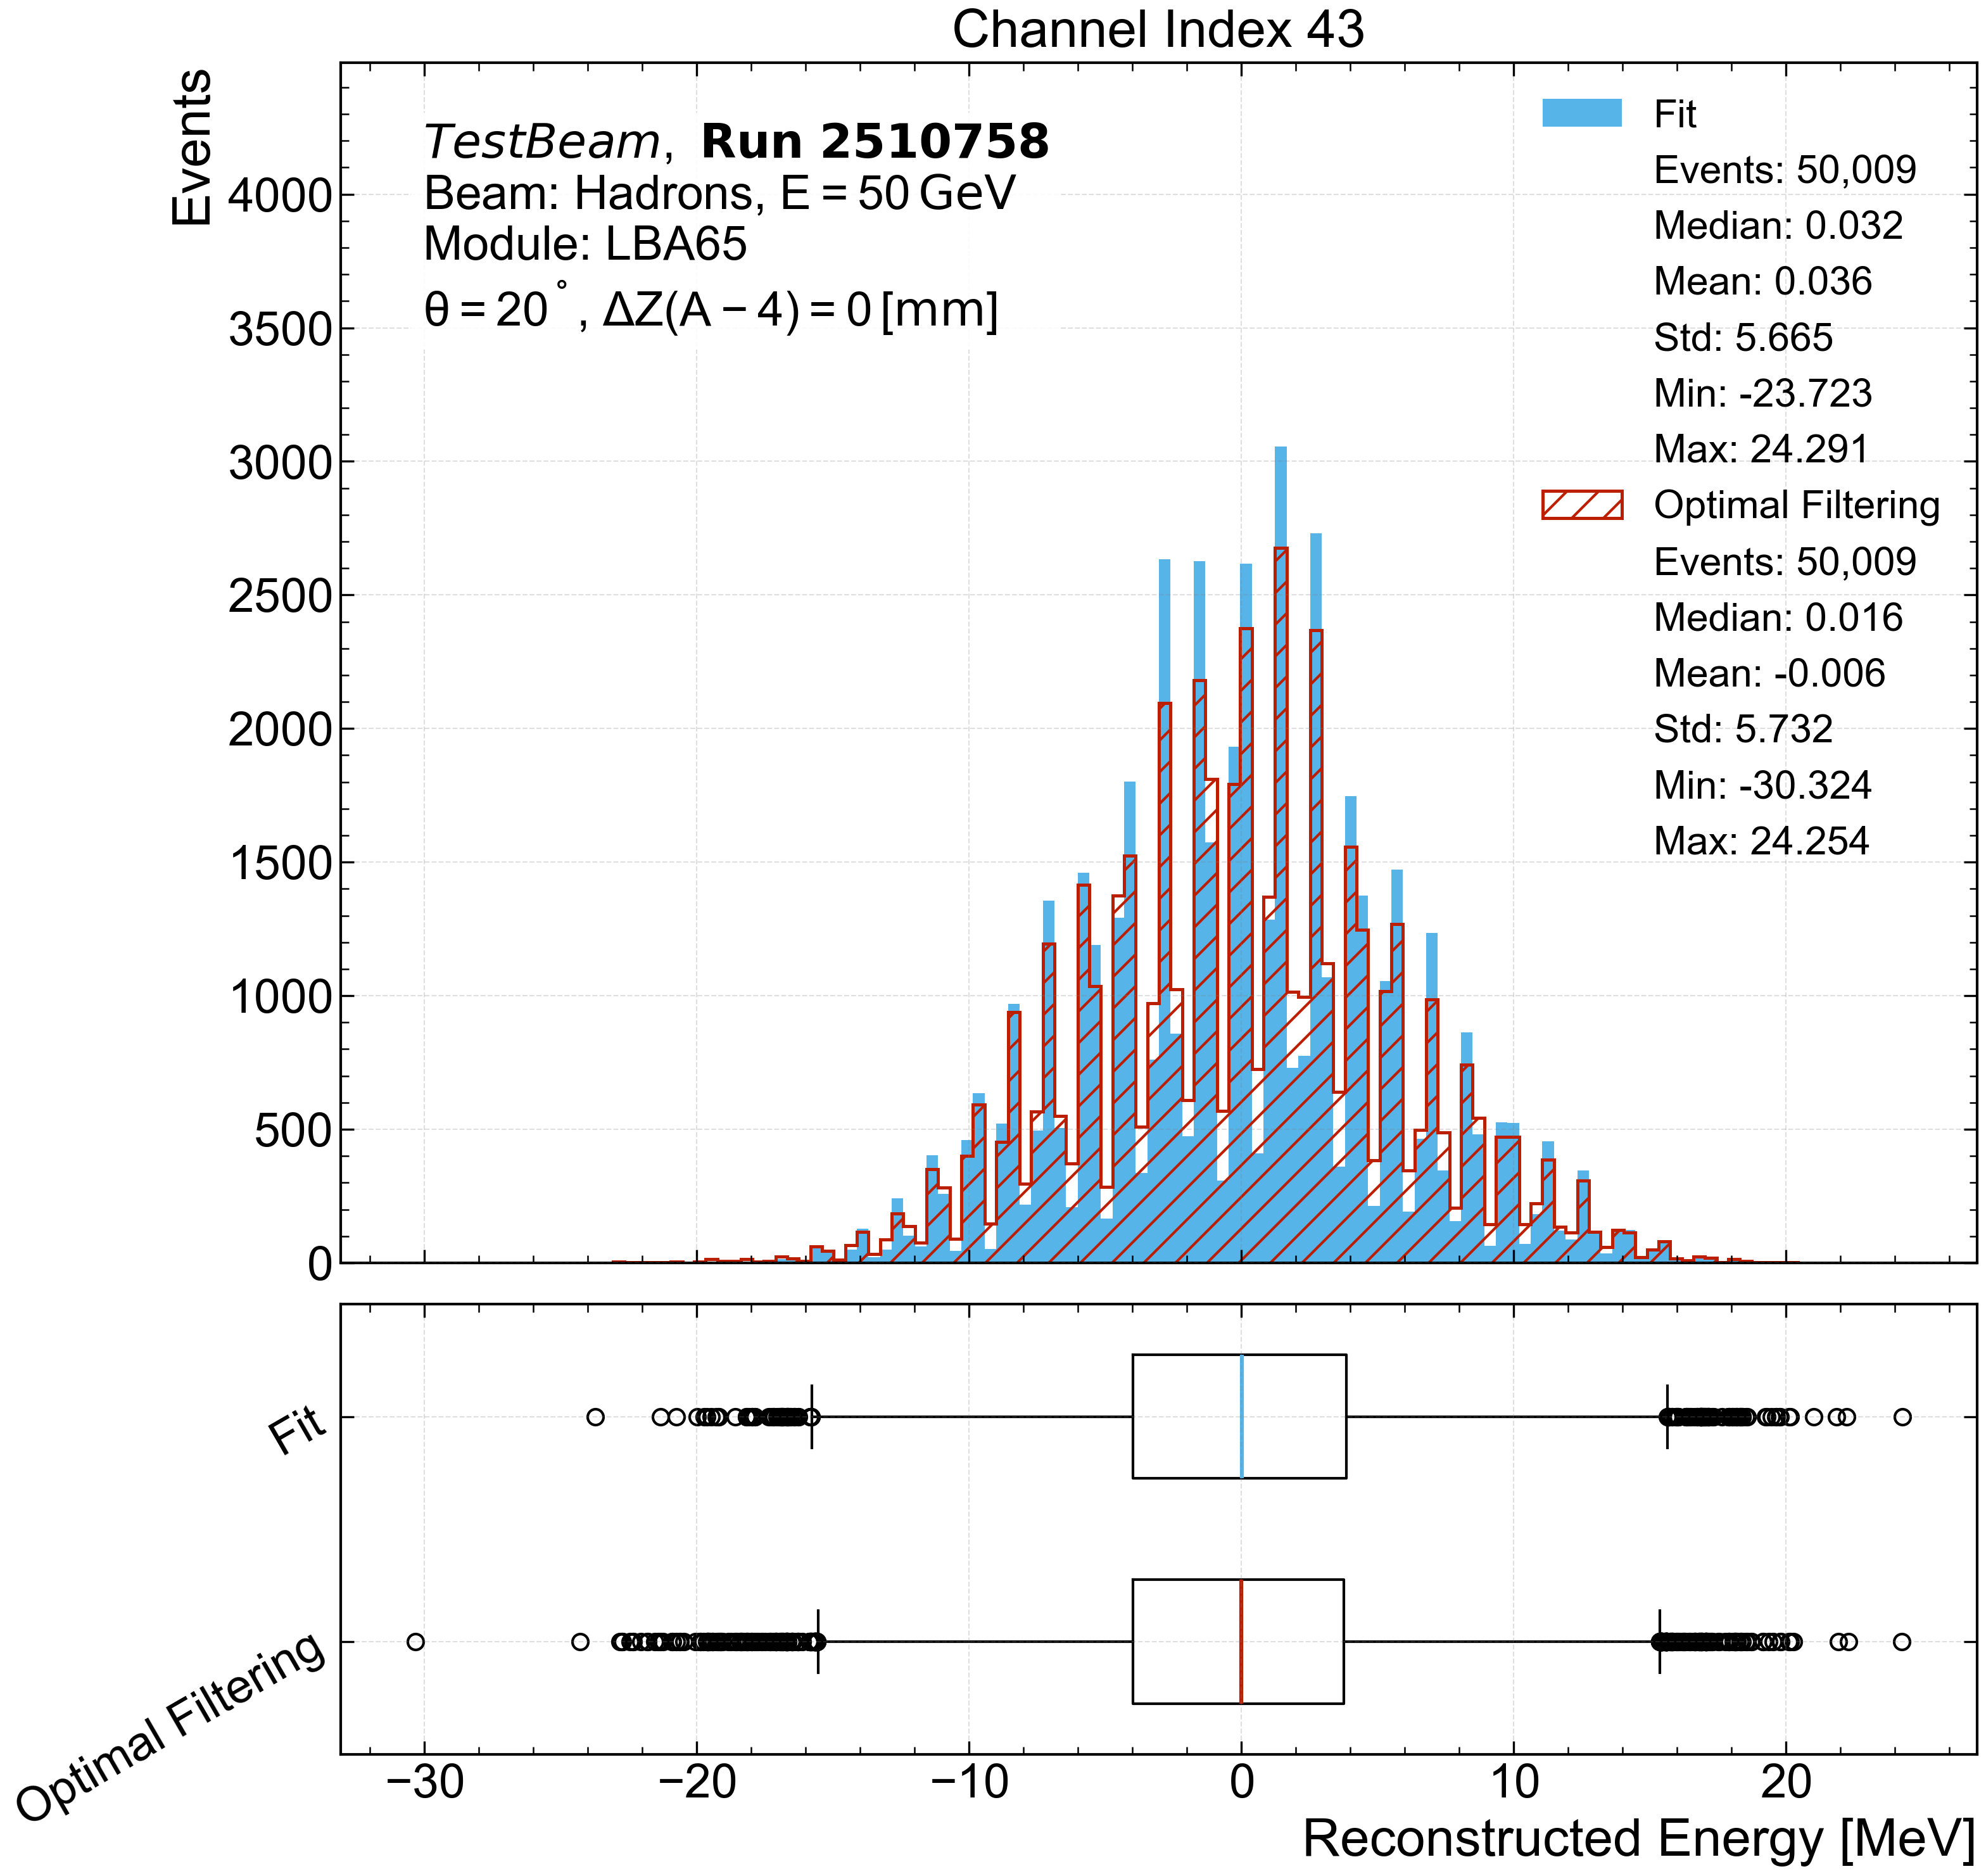 Channel Index 43
Events
TestBeam, Run 2510758
Beam: Hadrons, E = 50 GeV
Module: LBA65
θ = 20°, ΔZ(A − 4) = 0 [mm]
Fit
Events: 50,009
Median: 0.032
Mean: 0.036
Std: 5.665
Min: -23.723
Max: 24.291
Optimal Filtering
Events: 50,009
Median: 0.016
Mean: -0.006
Std: 5.732
Min: -30.324
Max: 24.254
4000
3500
3000
2500
2000
1500
1000
500
0
Fit
Optimal Filtering
−30 −20 −10 0 10 20
Reconstructed Energy [MeV]